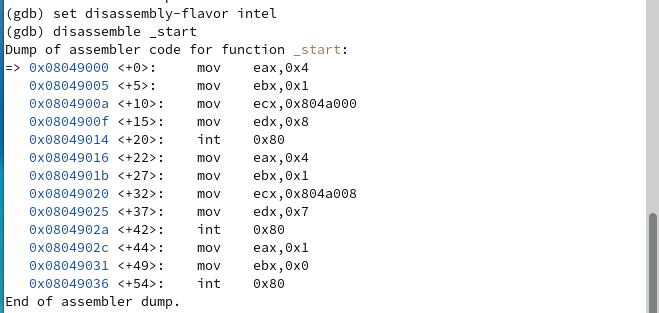 (gdb) set disassembly-flavor intel
(gdb) disassemble _start
Dump of assembler code for function _start:
=> 0x08049000 <+0>:     mov    eax,0x4
   0x08049005 <+5>:     mov    ebx,0x1
   0x0804900a <+10>:    mov    ecx,0x804a000
   0x0804900f <+15>:    mov    edx,0x8
   0x08049014 <+20>:    int    0x80
   0x08049016 <+22>:    mov    eax,0x4
   0x0804901b <+27>:    mov    ebx,0x1
   0x08049020 <+32>:    mov    ecx,0x804a008
   0x08049025 <+37>:    mov    edx,0x7
   0x0804902a <+42>:    int    0x80
   0x0804902c <+44>:    mov    eax,0x1
   0x08049031 <+49>:    mov    ebx,0x0
   0x08049036 <+54>:    int    0x80
End of assembler dump.